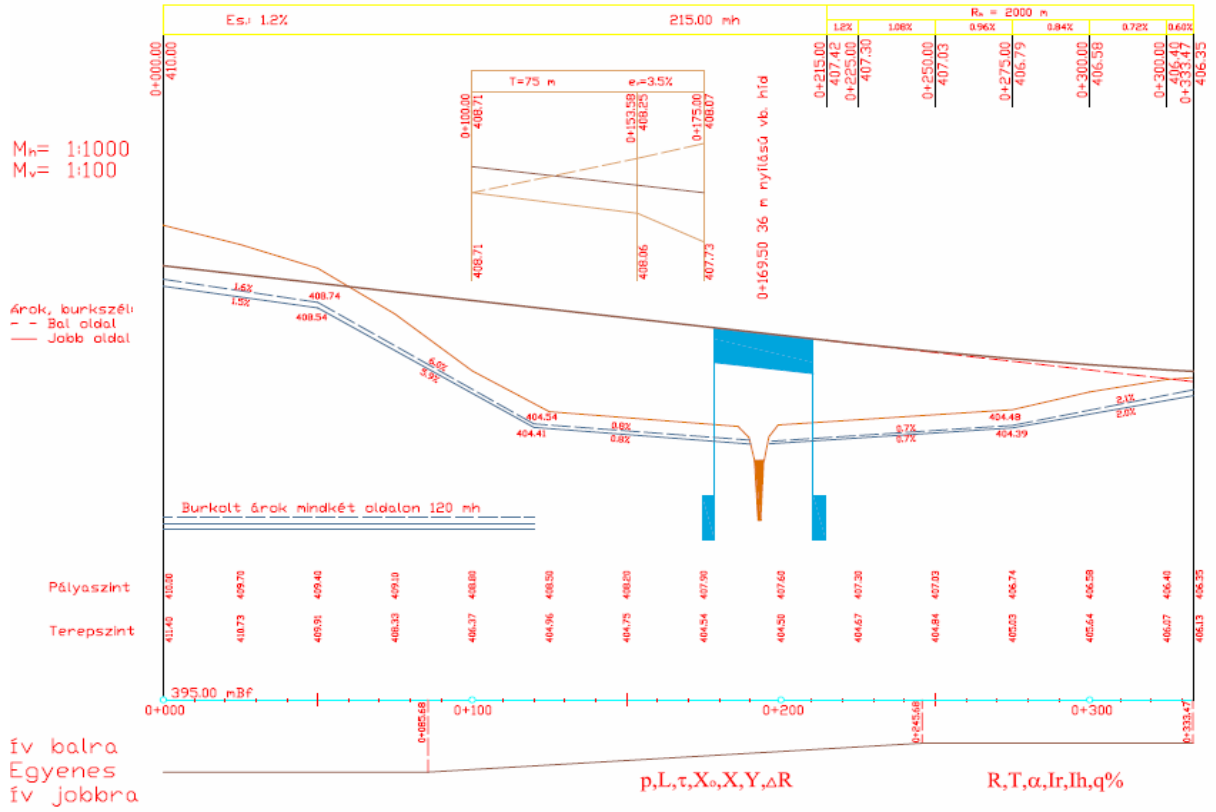 Es.: 1.2%
215.00 mh
Rₕ = 2000 m
1.2% 1.08% 0.96% 0.84% 0.72% 0.60%
0+000.00
410.00
0+215.00
407.42
0+225.00
407.30
0+250.00
407.03
0+275.00
406.79
0+300.00
406.58
0+300.00
406.40
0+333.47
406.35
T=75 m
0+100.00
408.71
0+153.58
408.25
0+175.00
408.07
408.71
408.06
407.73
0+169.50 36 m nyílású vb. híd
Mₕ= 1:1000
Mᵥ= 1:100
Árok, burkszél:
Bal oldal
Jobb oldal
1.6%
1.5%
408.74
408.54
6.0%
5.9%
404.54
404.41
0.8%
0.8%
0.7%
0.7%
404.48
404.39
2.1%
2.0%
Burkolt árok mindkét oldalon 120 mh
Pályaszint 410.00 409.70 409.40 409.10 408.80 408.50 408.20 407.90 407.60 407.30 407.03 406.74 406.58 406.40 406.35
Terepszint 411.40 410.73 409.91 408.33 406.37 404.96 404.75 404.54 404.50 404.67 404.84 405.03 405.64 406.07 406.13
395.00 mBf
0+000 0+100 0+200 0+300
0+085.68
0+245.68
0+333.47
Ív balra
Egyenes
Ív jobbra
p,L,τ,Xₒ,X,Y,ΔR
R,T,α,Ir,Ih,q%